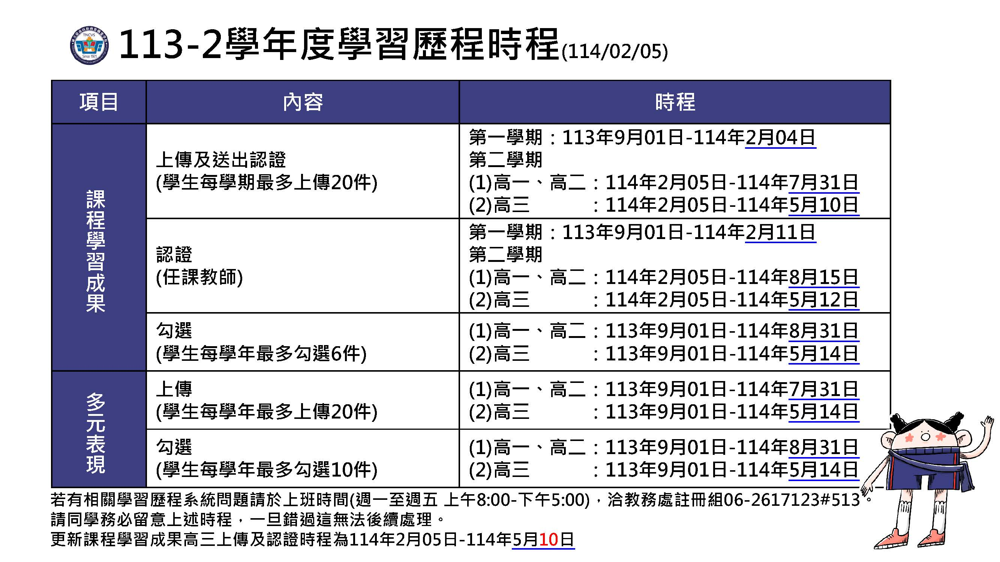 TNCVS
Since 1921
113-2學年度學習歷程時程(114/02/05)
項目
內容
時程
課程學習成果
上傳及送出認證
(學生每學期最多上傳20件)
第一學期：113年9月01日-114年2月04日
第二學期
(1)高一、高二：114年2月05日-114年7月31日
(2)高三：114年2月05日-114年5月10日
認證
(任課教師)
第一學期：113年9月01日-114年2月11日
第二學期
(1)高一、高二：114年2月05日-114年8月15日
(2)高三：114年2月05日-114年5月12日
勾選
(學生每學年最多勾選6件)
(1)高一、高二：113年9月01日-114年8月31日
(2)高三：113年9月01日-114年5月14日
多元表現
上傳
(學生每學年最多上傳20件)
(1)高一、高二：113年9月01日-114年7月31日
(2)高三：113年9月01日-114年5月14日
勾選
(學生每學年最多勾選10件)
(1)高一、高二：113年9月01日-114年8月31日
(2)高三：113年9月01日-114年5月14日
若有相關學習歷程系統問題請於上班時間(週一至週五 上午8:00-下午5:00)，洽教務處註冊組06-2617123#513。
請同學務必留意上述時程，一旦錯過這無法後續處理。
更新課程學習成果高三上傳及認證時程為114年2月05日-114年5月10日